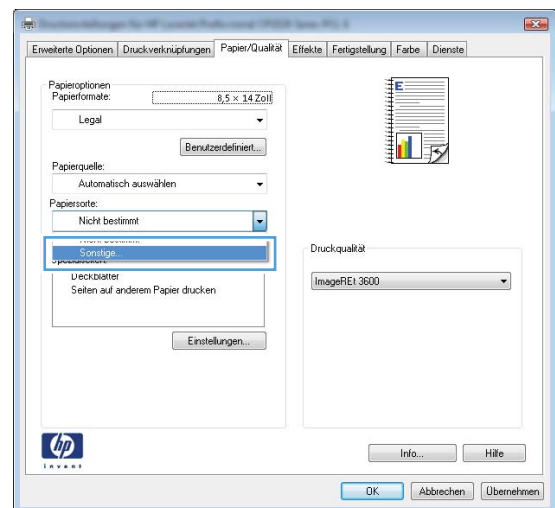 Erweiterte Optionen Druckverknüpfungen Papier/Qualität Effekte Fertigstellung Farbe Dienste
Papieroptionen
Papierformate: 8,5 × 14 Zoll
Legal
Benutzerdefiniert...
Papierquelle:
Automatisch auswählen
Papiersorte:
Nicht bestimmt
Sonstige...
Deckblätter
Seiten auf anderem Papier drucken
Einstellungen...
E
Druckqualität
ImageREt 3600
hp
invent
Info... Hilfe
OK Abbrechen Übernehmen